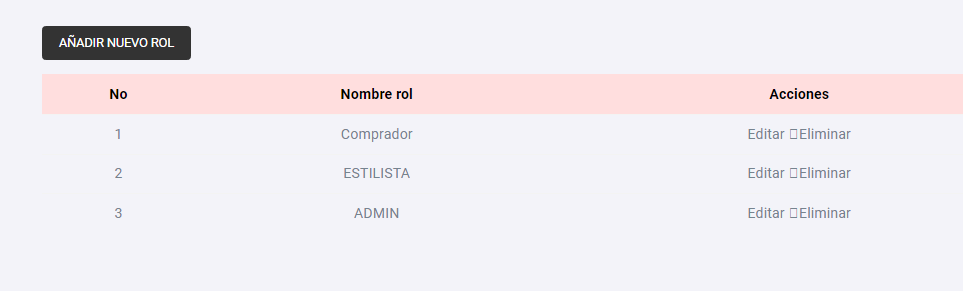 AÑADIR NUEVO ROL
No Nombre rol Acciones
1 Comprador Editar Eliminar
2 ESTILISTA Editar Eliminar
3 ADMIN Editar Eliminar